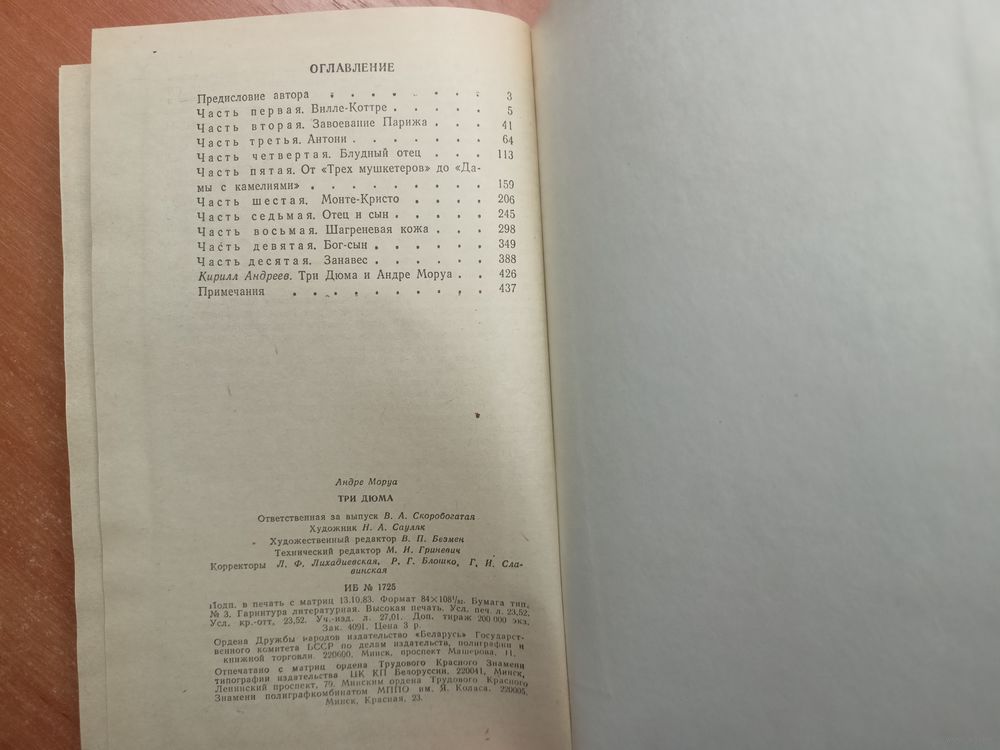 ОГЛАВЛЕНИЕ
Предисловие автора . . . . . . . . 3
Часть первая. Вилле-Коттре . . . . . 5
Часть вторая. Завоевание Парижа . . . 41
Часть третья. Антони . . . . . . . 64
Часть четвертая. Блудный отец . . . 113
Часть пятая. От «Трех мушкетеров» до «Да-
мы с камелиями» . . . . . . . . . 159
Часть шестая. Монте-Кристо . . . . 206
Часть седьмая. Отец и сын . . . . . 245
Часть восьмая. Шагреневая кожа . . . 298
Часть девятая. Бог-сын . . . . . . 349
Часть десятая. Занавес . . . . . . 388
Кирилл Андреев. Три Дюма и Андре Моруа . . 426
Примечания . . . . . . . . . . 437
Андре Моруа
ТРИ ДЮМА
Ответственная за выпуск В. А. Скоробогатая
Художник Н. А. Сауляк
Художественный редактор В. П. Безмен
Технический редактор М. И. Гриневич
Корректоры Л. Ф. Лихадиевская, Р. Г. Блошко, Г. И. Сла-
винская
ИБ № 1725
Подп. в печать с матриц 13.10.83. Формат 84×108¹/₃₂. Бумага тип.
№ 3. Гарнитура литературная. Высокая печать. Усл. печ. л. 23,52.
Усл. кр.-отт. 23,52. Уч.-изд. л. 27,01. Доп. тираж 200 000 экз.
Зак. 4091. Цена 3 р.
Ордена Дружбы народов издательство «Беларусь» Государст-
венного комитета БССР по делам издательств, полиграфии и
книжной торговли. 220600, Минск, проспект Машерова, 11.
Отпечатано с матриц ордена Трудового Красного Знамени
типографии издательства ЦК КП Белоруссии. 220041, Минск,
Ленинский проспект, 79. Минским ордена Трудового Красного
Знамени полиграфкомбинатом МППО им. Я. Коласа. 220005,
Минск, Красная, 23.